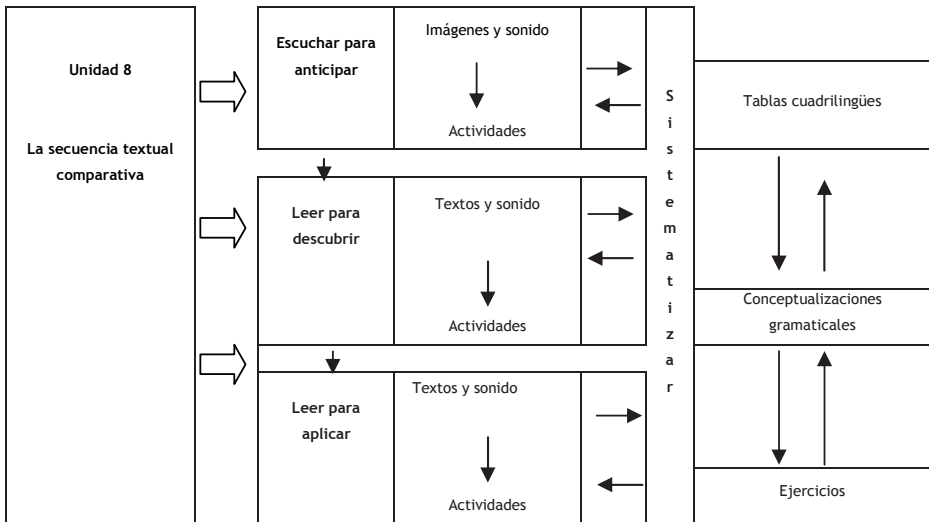 Unidad 8
La secuencia textual
comparativa
Escuchar para
anticipar
Imágenes y sonido
Actividades
Leer para
descubrir
Textos y sonido
Actividades
Leer para
aplicar
Textos y sonido
Actividades
S
i
s
t
e
m
a
t
i
z
a
r
Tablas cuadrilingües
Conceptualizaciones
gramaticales
Ejercicios